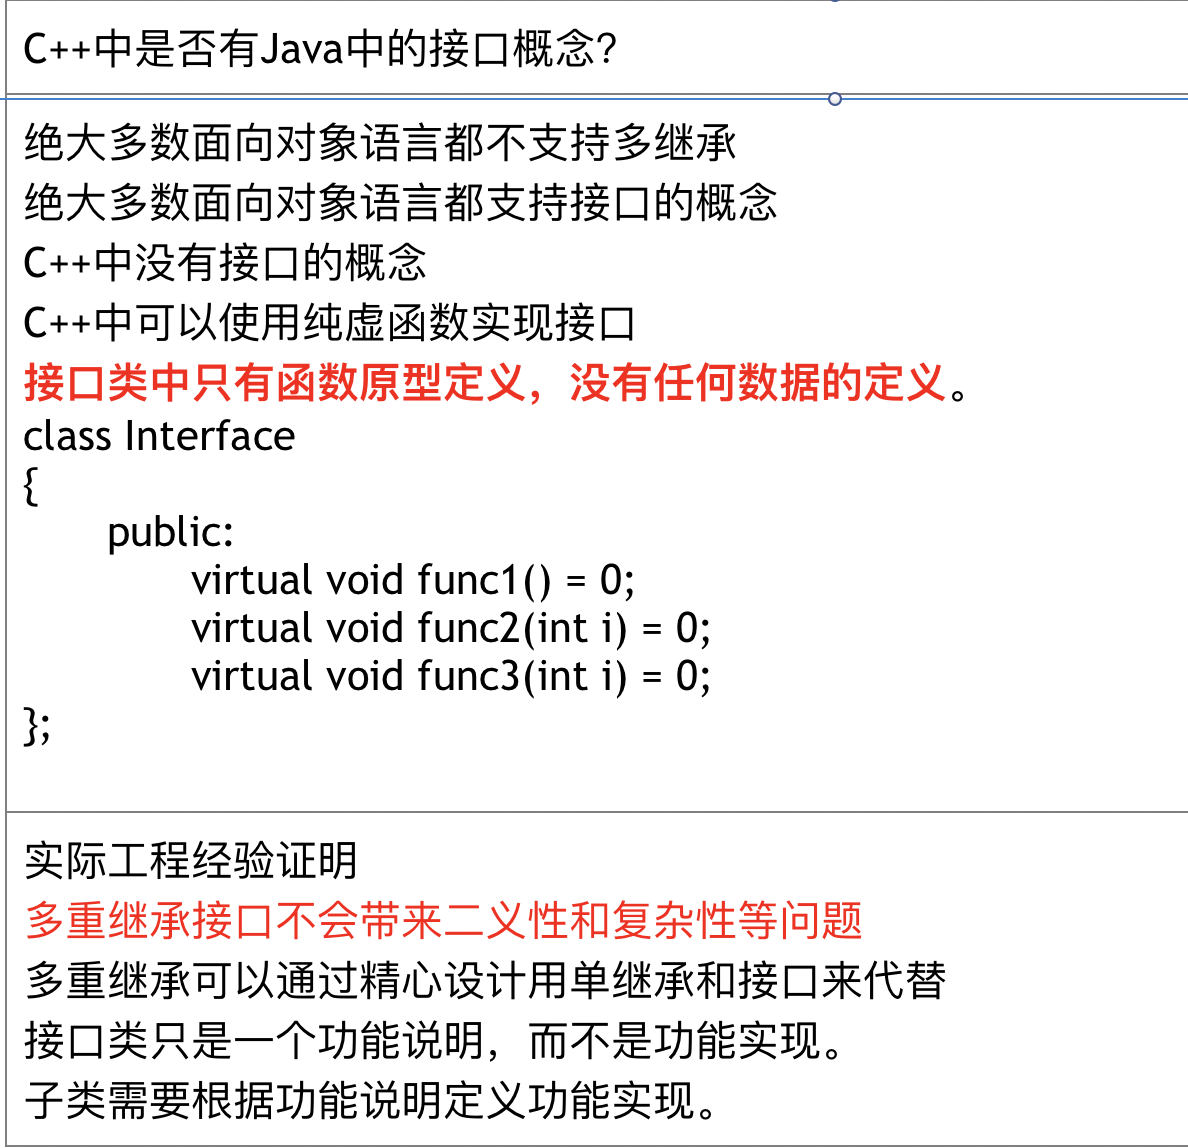 C++中是否有Java中的接口概念?
绝大多数面向对象语言都不支持多继承
绝大多数面向对象语言都支持接口的概念
C++中没有接口的概念
C++中可以使用纯虚函数实现接口
接口类中只有函数原型定义，没有任何数据的定义。
class Interface
{
public:
virtual void func1() = 0;
virtual void func2(int i) = 0;
virtual void func3(int i) = 0;
};
实际工程经验证明
多重继承接口不会带来二义性和复杂性等问题
多重继承可以通过精心设计用单继承和接口来代替
接口类只是一个功能说明，而不是功能实现。
子类需要根据功能说明定义功能实现。